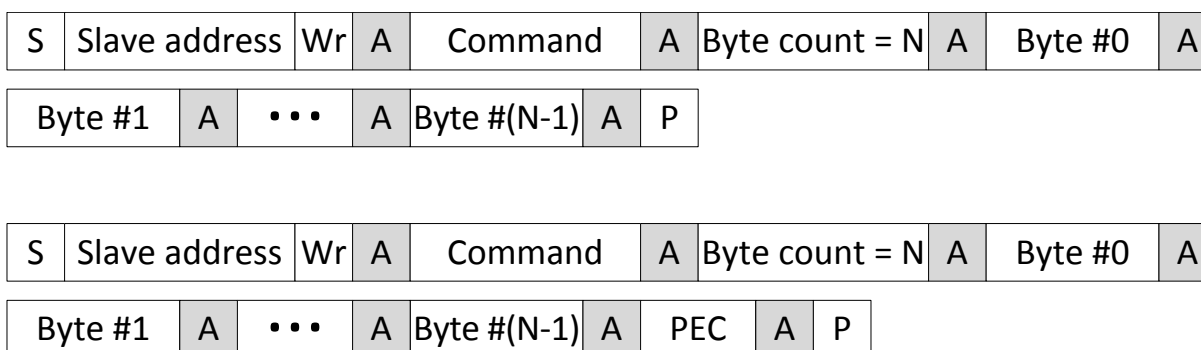 S Slave address Wr A Command A Byte count = N A Byte #0 A
Byte #1 A ••• A Byte #(N-1) A P
S Slave address Wr A Command A Byte count = N A Byte #0 A
Byte #1 A ••• A Byte #(N-1) A PEC A P